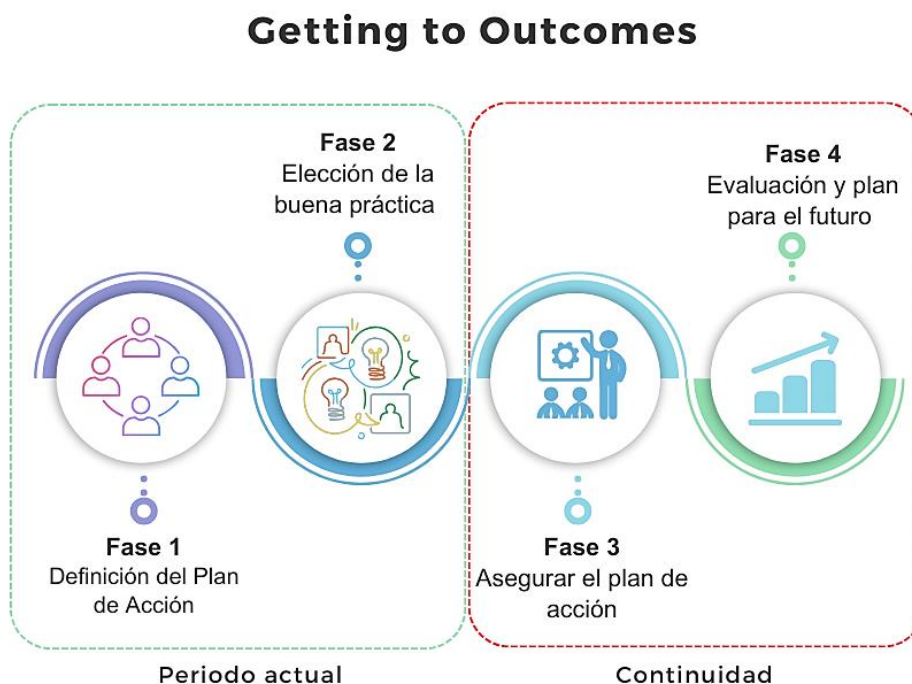 Getting to Outcomes
Fase 1
Definición del Plan
de Acción
Fase 2
Elección de la
buena práctica
Fase 3
Asegurar el plan de
acción
Fase 4
Evaluación y plan
para el futuro
Periodo actual
Continuidad